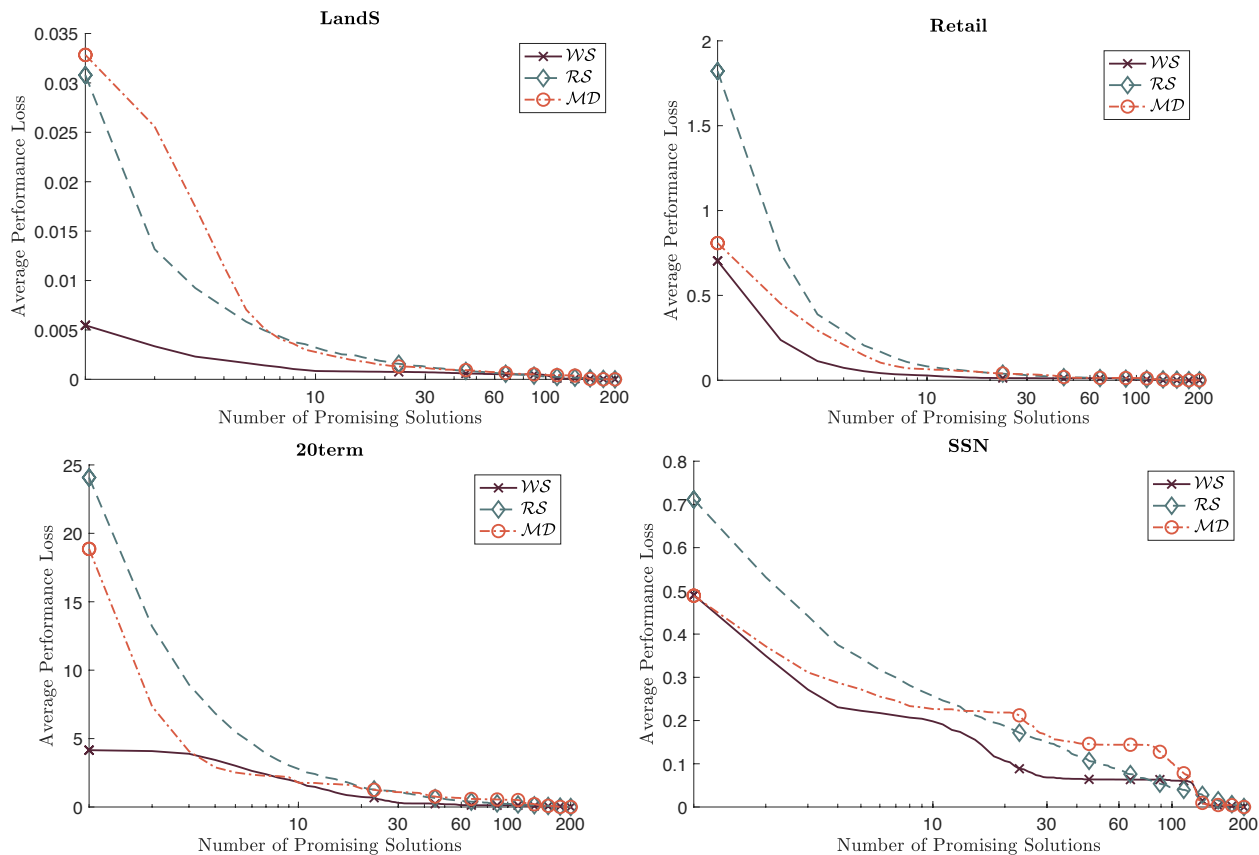 LandS
0.035
0.03
0.025
0.02
0.015
0.01
0.005
0
Average Performance Loss
10 30 60 100 200
Number of Promising Solutions
WS
RS
MD
Retail
2
1.5
1
0.5
0
Average Performance Loss
10 30 60 100 200
Number of Promising Solutions
WS
RS
MD
20term
25
20
15
10
5
0
Average Performance Loss
10 30 60 100 200
Number of Promising Solutions
WS
RS
MD
SSN
0.8
0.7
0.6
0.5
0.4
0.3
0.2
0.1
0
Average Performance Loss
10 30 60 100 200
Number of Promising Solutions
WS
RS
MD